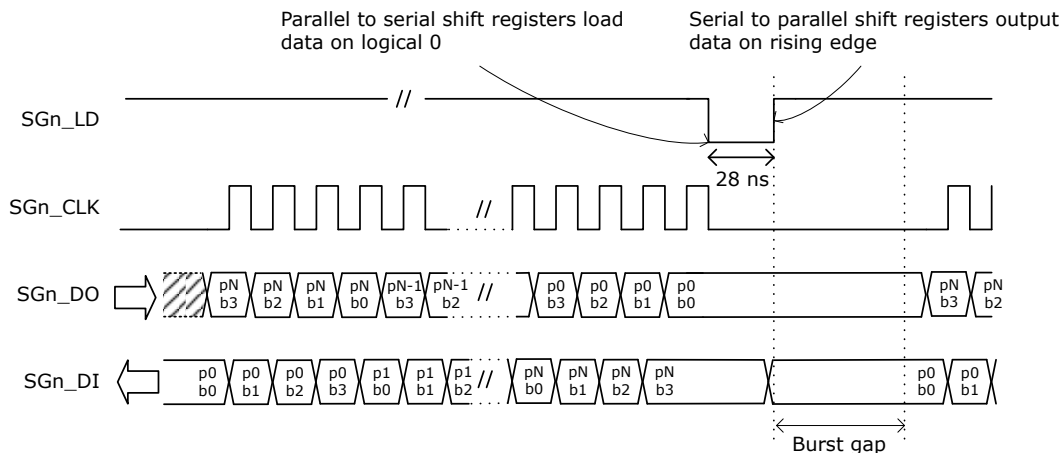 Parallel to serial shift registers load
data on logical 0
Serial to parallel shift registers output
data on rising edge
SGn_LD
//
28 ns
SGn_CLK
//
SGn_DO
pN b3 pN b2 pN b1 pN b0 pN-1 b3 pN-1 b2 // p0 b3 p0 b2 p0 b1 p0 b0 pN b3 pN b2
SGn_DI
p0 b0 p0 b1 p0 b2 p0 b3 p1 b0 p1 b1 p1 b2 // pN b0 pN b1 pN b2 pN b3 p0 b0 p0 b1
Burst gap